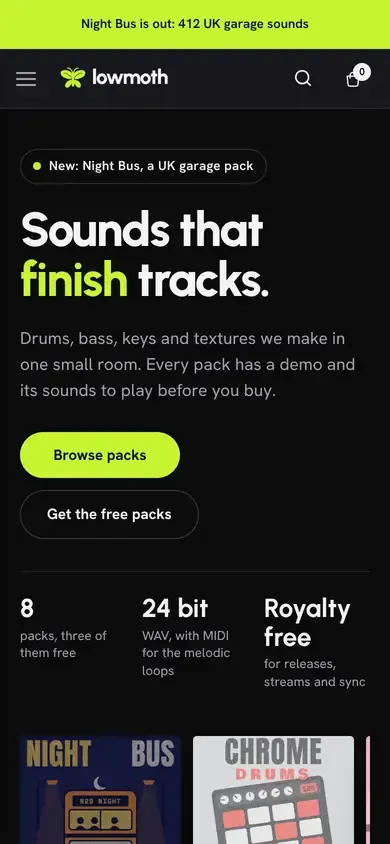 Night Bus is out: 412 UK garage sounds
lowmoth
0
New: Night Bus, a UK garage pack
Sounds that
finish tracks.
Drums, bass, keys and textures we make in
one small room. Every pack has a demo and
its sounds to play before you buy.
Browse packs
Get the free packs
8
packs, three of
them free
24 bit
WAV, with MIDI
for the melodic
loops
Royalty
free
for releases,
streams and sync
NIGHT BUS
N29 NIGHT
CHROME
DRUMS